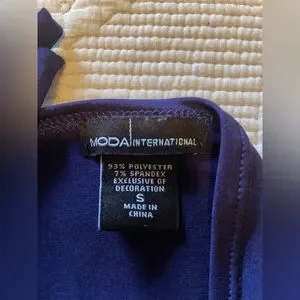 MODA INTERNATIONAL
93% POLYESTER
7% SPANDEX
EXCLUSIVE OF
DECORATION
S
MADE IN
CHINA